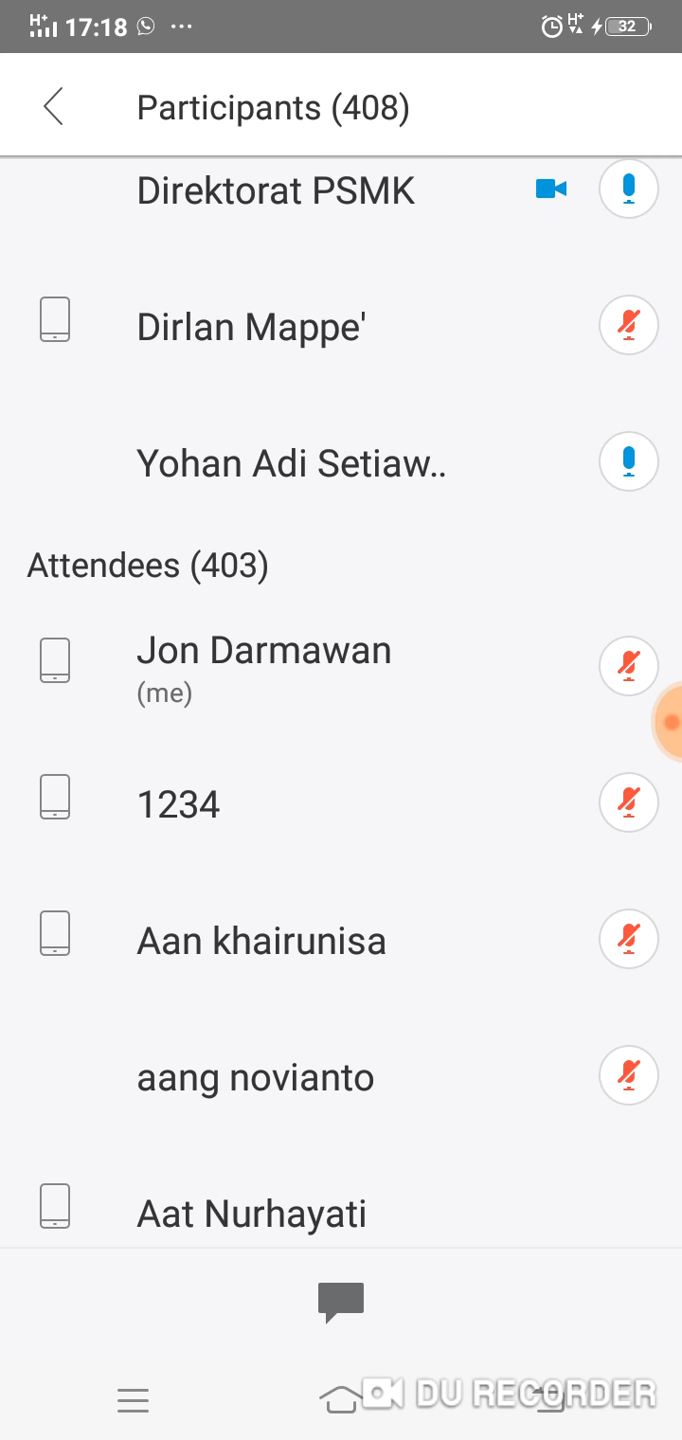 H+ 17:18 ... H+ 32
Participants (408)
Direktorat PSMK
Dirlan Mappe'
Yohan Adi Setiaw..
Attendees (403)
Jon Darmawan
(me)
1234
Aan khairunisa
aang novianto
Aat Nurhayati
DU RECORDER